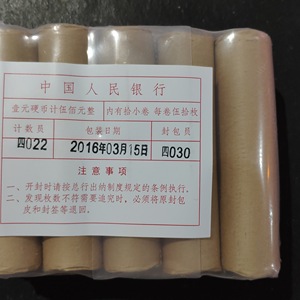 中国人民银行
壹元硬币计伍佰元整 内有拾小卷 每卷伍拾枚
计数员 包装日期 封包员
四022 2016年03月15日 四030
注意事项
一、开封时请按总行出纳制度规定的条例执行。
二、发现枚数不符需要追究时，必须将原封包
皮和封签等退回。